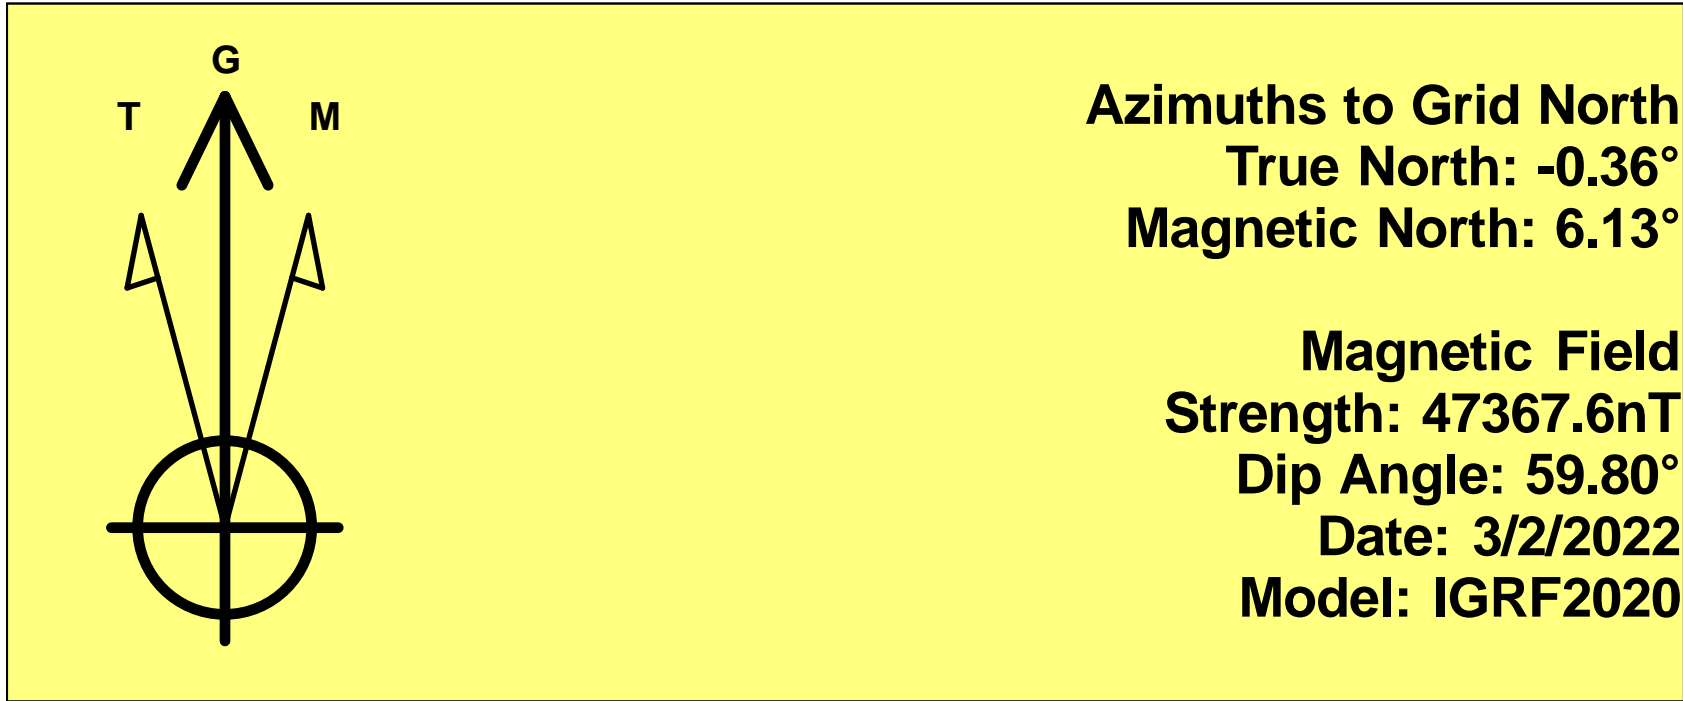 G
T M
Azimuths to Grid North
True North: -0.36°
Magnetic North: 6.13°
Magnetic Field
Strength: 47367.6nT
Dip Angle: 59.80°
Date: 3/2/2022
Model: IGRF2020